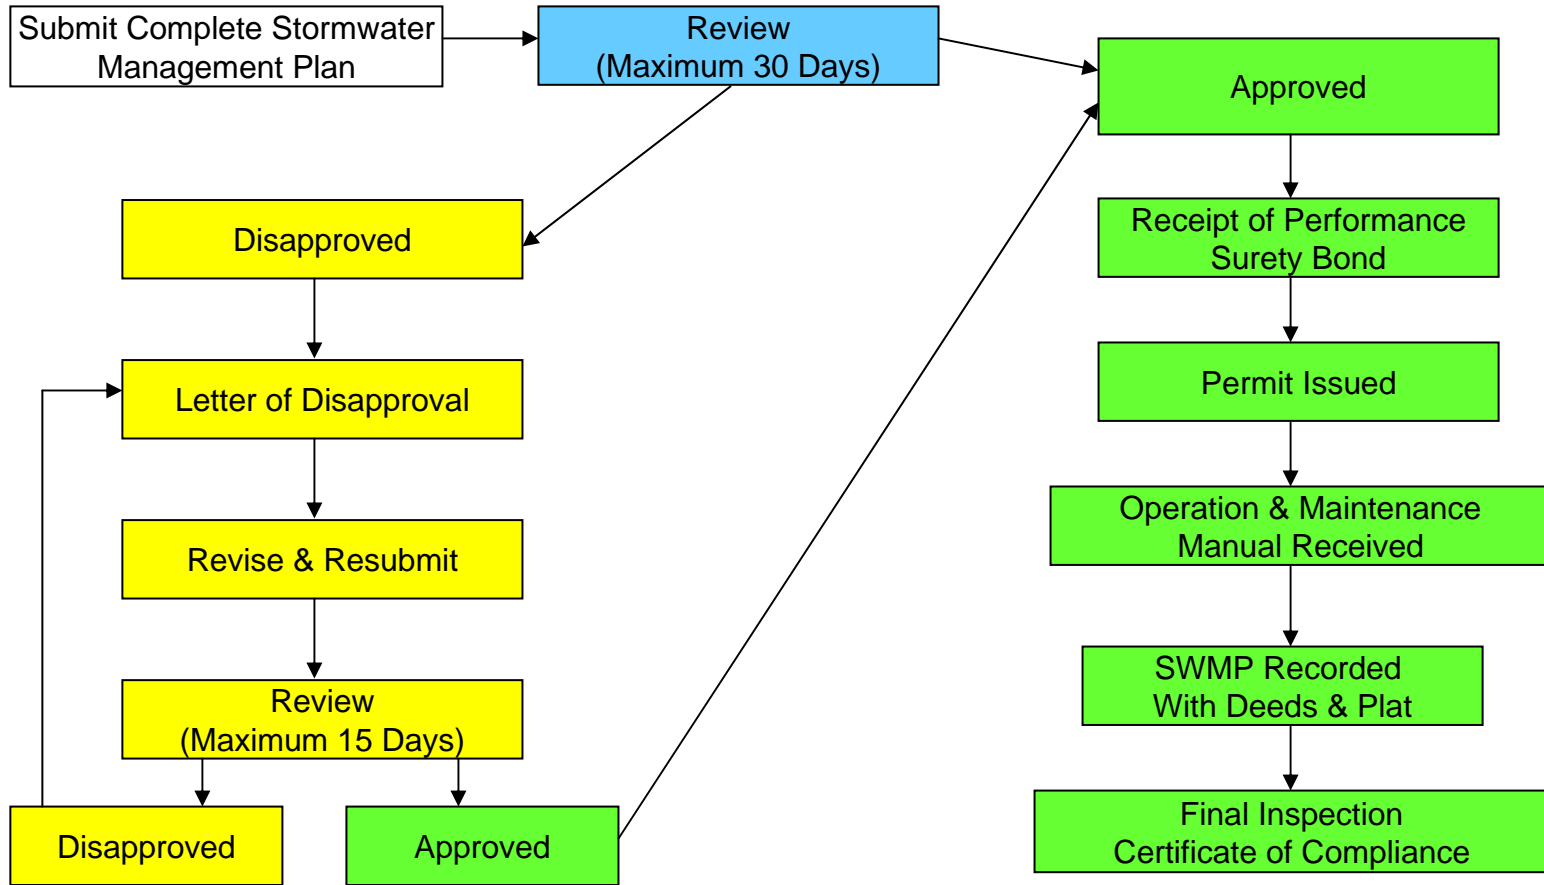 Submit Complete Stormwater
Management Plan
Review
(Maximum 30 Days)
Approved
Disapproved
Receipt of Performance
Surety Bond
Letter of Disapproval
Permit Issued
Revise & Resubmit
Operation & Maintenance
Manual Received
Review
(Maximum 15 Days)
SWMP Recorded
With Deeds & Plat
Disapproved
Approved
Final Inspection
Certificate of Compliance